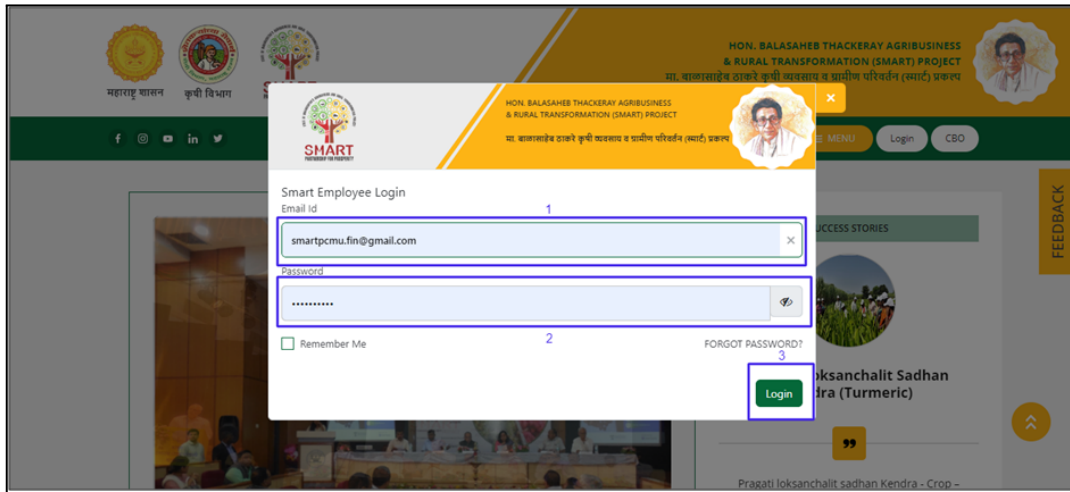 HON. BALASAHEB THACKERAY AGRIBUSINESS
& RURAL TRANSFORMATION (SMART) PROJECT
मा. बाळासाहेब ठाकरे कृषी व्यवसाय व ग्रामीण परिवर्तन (स्मार्ट) प्रकल्प
महाराष्ट्र शासन
कृषी विभाग
HON. BALASAHEB THACKERAY AGRIBUSINESS
& RURAL TRANSFORMATION (SMART) PROJECT
मा. बाळासाहेब ठाकरे कृषी व्यवसाय व ग्रामीण परिवर्तन (स्मार्ट) प्रकल्प
SMART
PARTNERSHIP FOR PROSPERITY
MENU
Login
CBO
FEEDBACK
Smart Employee Login
Email Id
1
smartpcmu.fin@gmail.com
Password
2
Remember Me
FORGOT PASSWORD?
3
Login
SUCCESS STORIES
loksanchalit Sadhan
(Turmeric)
Pragati loksanchalit sadhan Kendra - Crop –